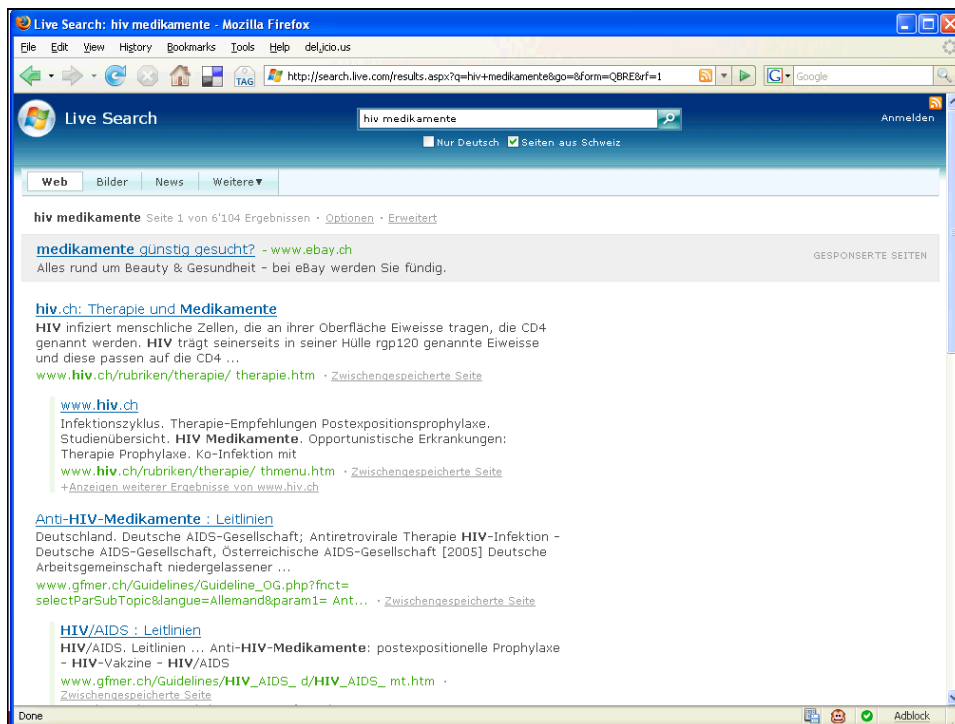 Live Search: hiv medikamente - Mozilla Firefox
File Edit View History Bookmarks Tools Help del.icio.us
TAG http://search.live.com/results.aspx?q=hiv+medikamente&go=&form=QBRE&rf=1 G Google
Live Search hiv medikamente Anmelden
Nur Deutsch Seiten aus Schweiz
Web Bilder News Weitere▼
hiv medikamente Seite 1 von 6'104 Ergebnissen · Optionen · Erweitert
medikamente günstig gesucht? - www.ebay.ch GESPONSERTE SEITEN
Alles rund um Beauty & Gesundheit – bei eBay werden Sie fündig.
hiv.ch: Therapie und Medikamente
HIV infiziert menschliche Zellen, die an ihrer Oberfläche Eiweisse tragen, die CD4
genannt werden. HIV trägt seinerseits in seiner Hülle rgp120 genannte Eiweisse
und diese passen auf die CD4 ...
www.hiv.ch/rubriken/therapie/ therapie.htm · Zwischengespeicherte Seite
www.hiv.ch
Infektionszyklus. Therapie-Empfehlungen Postexpositionsprophylaxe.
Studienübersicht. HIV Medikamente. Opportunistische Erkrankungen:
Therapie Prophylaxe. Ko-Infektion mit
www.hiv.ch/rubriken/therapie/ thmenu.htm · Zwischengespeicherte Seite
+Anzeigen weiterer Ergebnisse von www.hiv.ch
Anti-HIV-Medikamente : Leitlinien
Deutschland. Deutsche AIDS-Gesellschaft; Antiretrovirale Therapie HIV-Infektion -
Deutsche AIDS-Gesellschaft, Österreichische AIDS-Gesellschaft [2005] Deutsche
Arbeitsgemeinschaft niedergelassener ...
www.gfmer.ch/Guidelines/Guideline_OG.php?fnct=
selectParSubTopic&langue=Allemand&param1= Ant... · Zwischengespeicherte Seite
HIV/AIDS : Leitlinien
HIV/AIDS. Leitlinien ... Anti-HIV-Medikamente: postexpositionelle Prophylaxe
- HIV-Vakzine - HIV/AIDS
www.gfmer.ch/Guidelines/HIV_AIDS_ d/HIV_AIDS_ mt.htm ·
Zwischengespeicherte Seite
Done Adblock